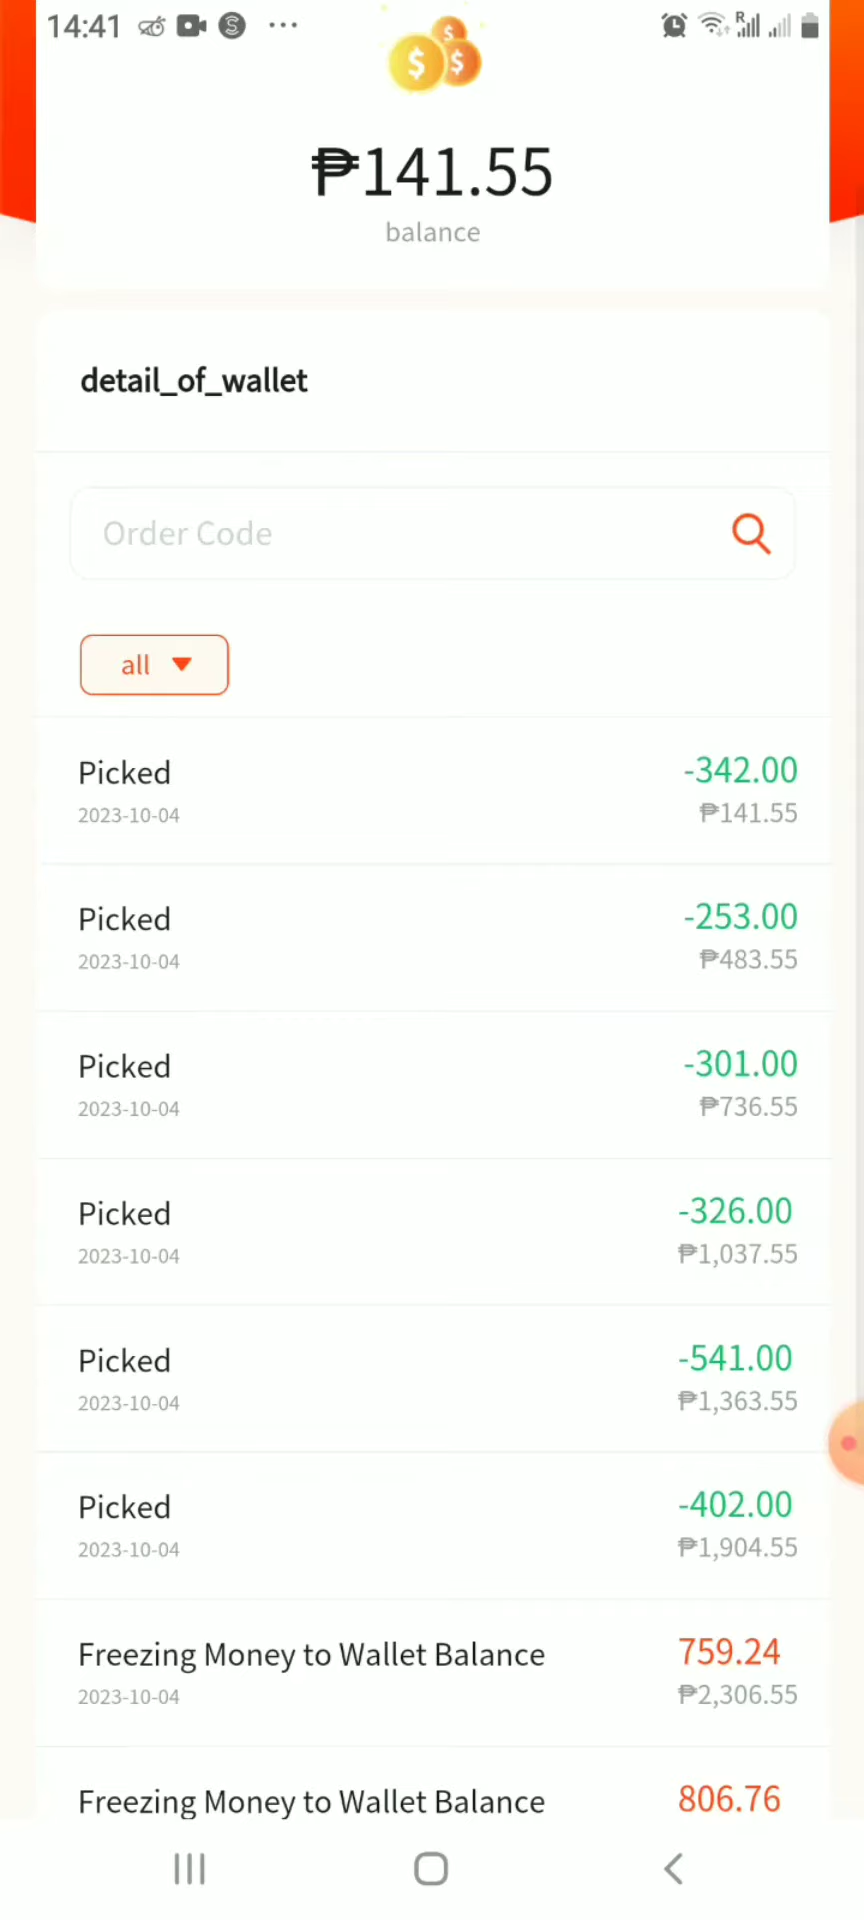 14:41
₱141.55
balance
detail_of_wallet
Order Code
all
Picked
-342.00
2023-10-04
₱141.55
Picked
-253.00
2023-10-04
₱483.55
Picked
-301.00
2023-10-04
₱736.55
Picked
-326.00
2023-10-04
₱1,037.55
Picked
-541.00
2023-10-04
₱1,363.55
Picked
-402.00
2023-10-04
₱1,904.55
Freezing Money to Wallet Balance
759.24
2023-10-04
₱2,306.55
Freezing Money to Wallet Balance
806.76